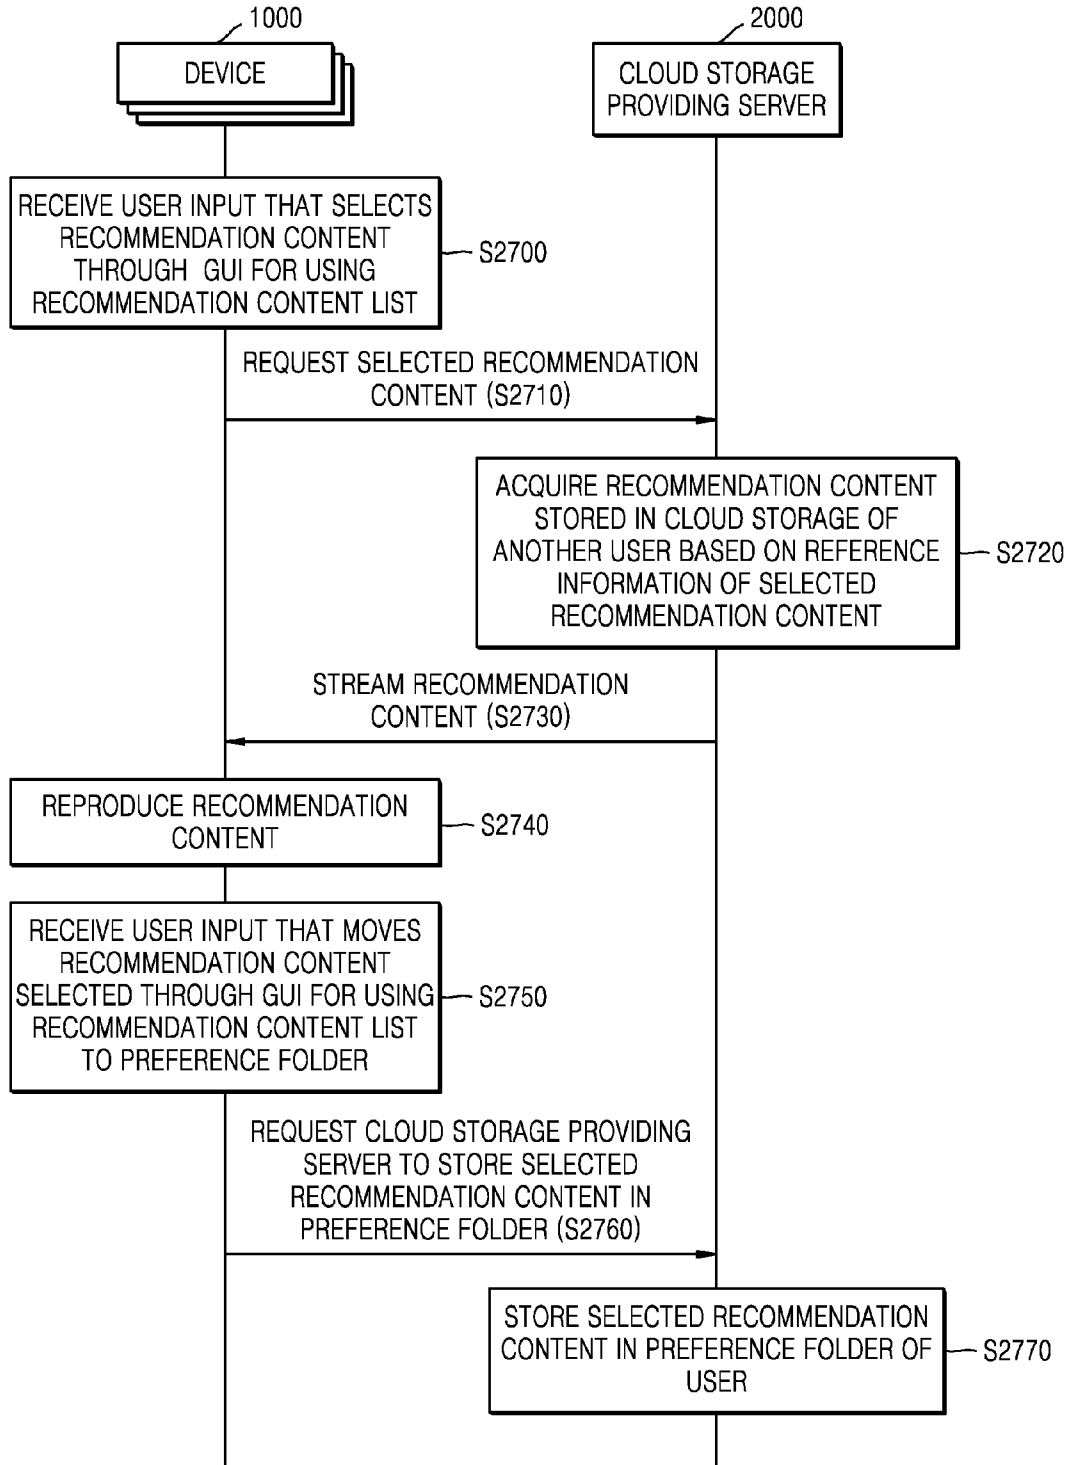 1000
2000
DEVICE
CLOUD STORAGE
PROVIDING SERVER
RECEIVE USER INPUT THAT SELECTS
RECOMMENDATION CONTENT
THROUGH GUI FOR USING
RECOMMENDATION CONTENT LIST
S2700
REQUEST SELECTED RECOMMENDATION
CONTENT (S2710)
ACQUIRE RECOMMENDATION CONTENT
STORED IN CLOUD STORAGE OF
ANOTHER USER BASED ON REFERENCE
INFORMATION OF SELECTED
RECOMMENDATION CONTENT
S2720
STREAM RECOMMENDATION
CONTENT (S2730)
REPRODUCE RECOMMENDATION
CONTENT
S2740
RECEIVE USER INPUT THAT MOVES
RECOMMENDATION CONTENT
SELECTED THROUGH GUI FOR USING
RECOMMENDATION CONTENT LIST
TO PREFERENCE FOLDER
S2750
REQUEST CLOUD STORAGE PROVIDING
SERVER TO STORE SELECTED
RECOMMENDATION CONTENT IN
PREFERENCE FOLDER (S2760)
STORE SELECTED RECOMMENDATION
CONTENT IN PREFERENCE FOLDER OF
USER
S2770